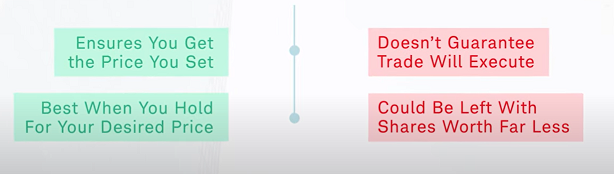 Ensures You Get
the Price You Set
Doesn't Guarantee
Trade Will Execute
Best When You Hold
For Your Desired Price
Could Be Left With
Shares Worth Far Less